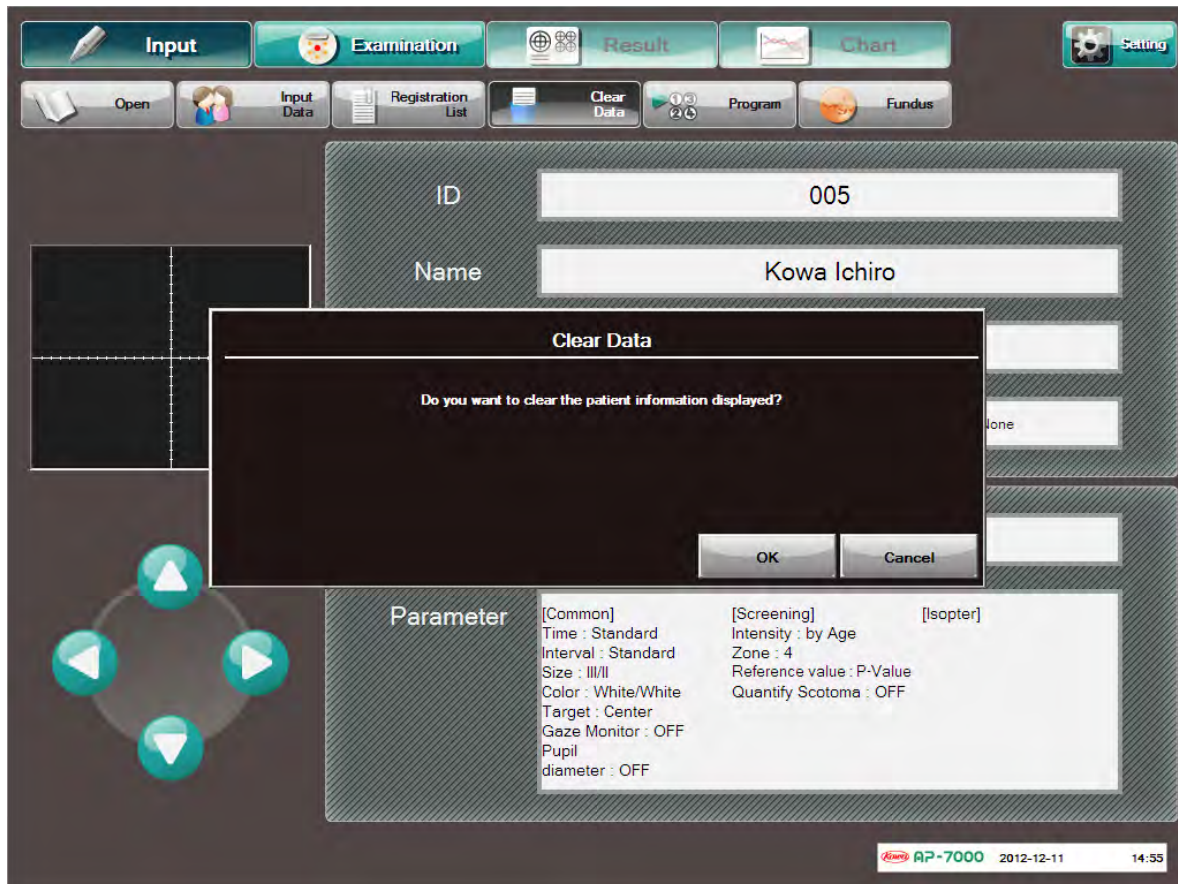 Input
Examination
Result
Chart
Setting
Open
Input
Data
Registration
List
Clear
Data
Program
Fundus
ID
005
Name
Kowa Ichiro
Clear Data
Do you want to clear the patient information displayed?
None
OK
Cancel
Parameter
[Common]
Time : Standard
Interval : Standard
Size : III/II
Color : White/White
Target : Center
Gaze Monitor : OFF
Pupil
diameter : OFF
[Screening]
Intensity : by Age
Zone : 4
Reference value : P-Value
Quantify Scotoma : OFF
[Isopter]
Kowa AP-7000 2012-12-11 14:55